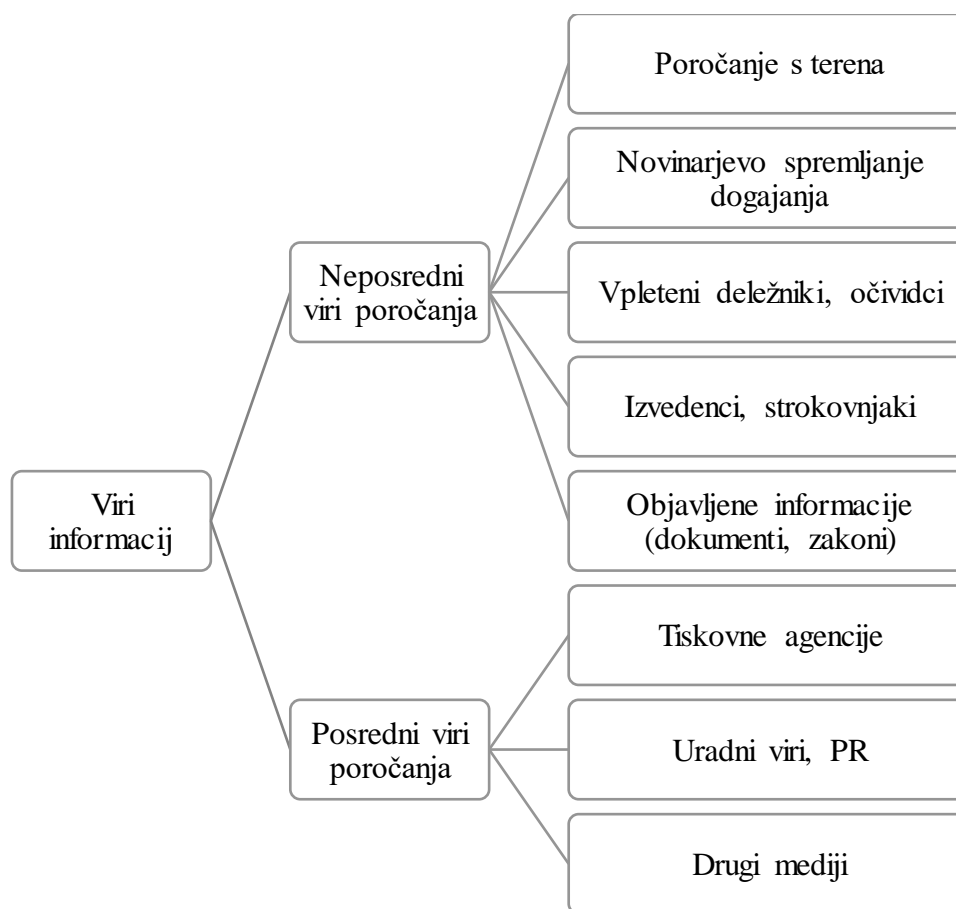 Viri
informacij
Neposredni
viri poročanja
Poročanje s terena
Novinarjevo spremljanje
dogajanja
Vpleteni deležniki, očividci
Izvedenci, strokovnjaki
Objavljene informacije
(dokumenti, zakoni)
Posredni viri
poročanja
Tiskovne agencije
Uradni viri, PR
Drugi mediji